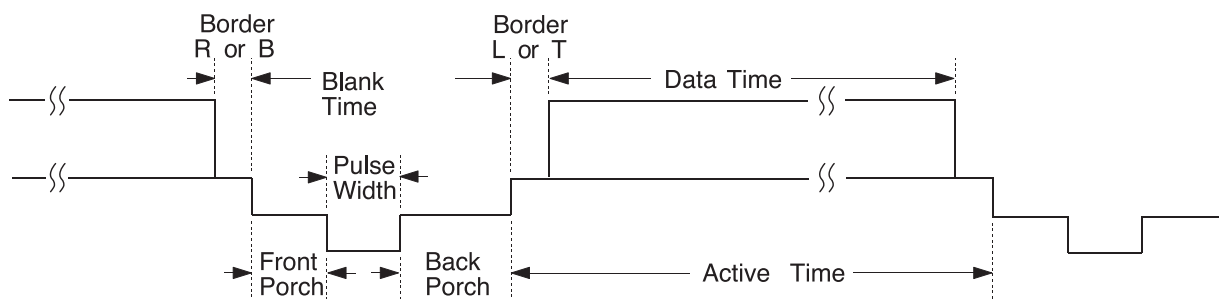 Border
R or B
Border
L or T
Blank
Time
Data Time
Pulse
Width
Front
Porch
Back
Porch
Active Time